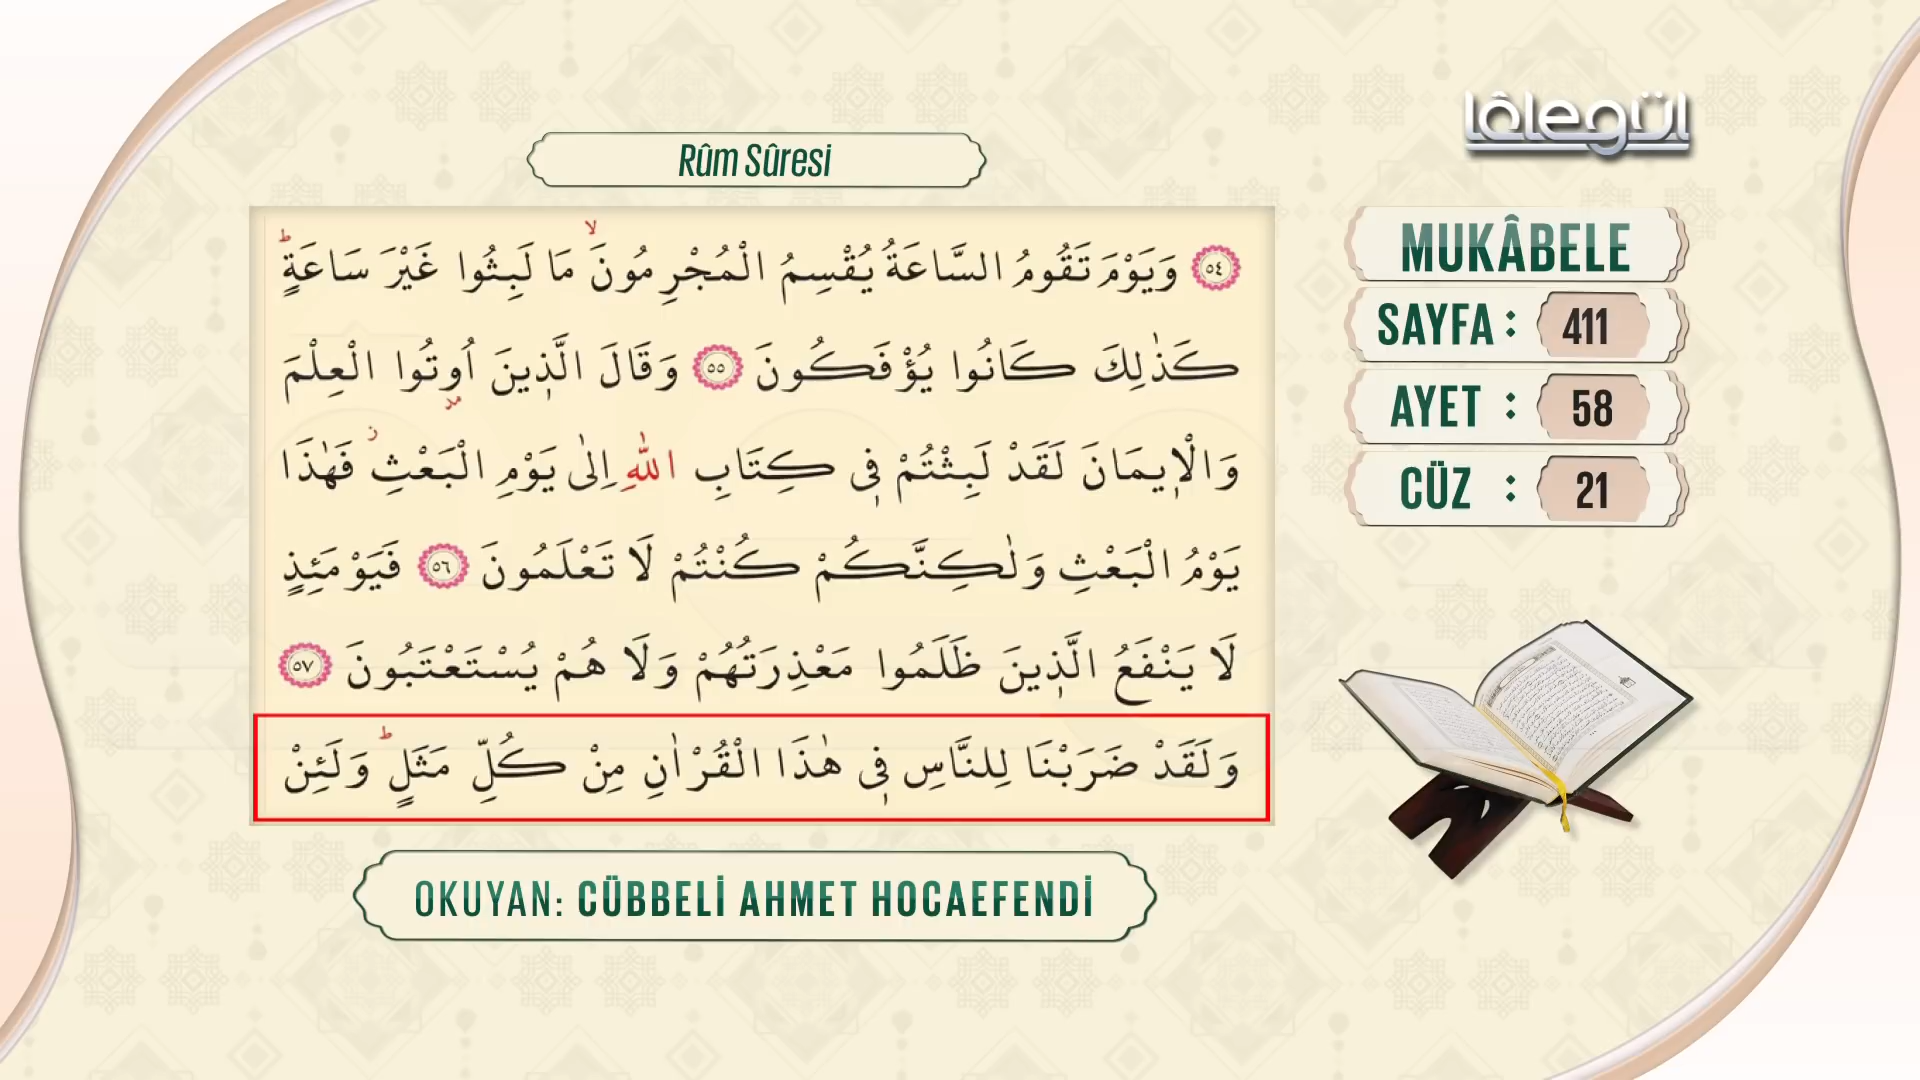 lâlegül
Rûm Sûresi
﴿٥٤﴾ وَيَوْمَ تَقُومُ السَّاعَةُ يُقْسِمُ الْمُجْرِمُونَۙ مَا لَبِثُوا غَيْرَ سَاعَةٍۜ
كَذٰلِكَ كَانُوا يُؤْفَكُونَ ﴿٥٥﴾ وَقَالَ الَّذ۪ينَ اُو۫تُوا الْعِلْمَ
وَالْا۪يمَانَ لَقَدْ لَبِثْتُمْ ف۪ي كِتَابِ اللّٰهِ اِلٰى يَوْمِ الْبَعْثِۘ فَهٰذَا
يَوْمُ الْبَعْثِ وَلٰكِنَّكُمْ كُنْتُمْ لَا تَعْلَمُونَ ﴿٥٦﴾ فَيَوْمَئِذٍ
لَا يَنْفَعُ الَّذ۪ينَ ظَلَمُوا مَعْذِرَتُهُمْ وَلَا هُمْ يُسْتَعْتَبُونَ ﴿٥٧﴾
وَلَقَدْ ضَرَبْنَا لِلنَّاسِ ف۪ي هٰذَا الْقُرْاٰنِ مِنْ كُلِّ مَثَلٍۜ وَلَئِنْ
MUKÂBELE
SAYFA : 411
AYET : 58
CÜZ : 21
OKUYAN: CÜBBELİ AHMET HOCAEFENDİ